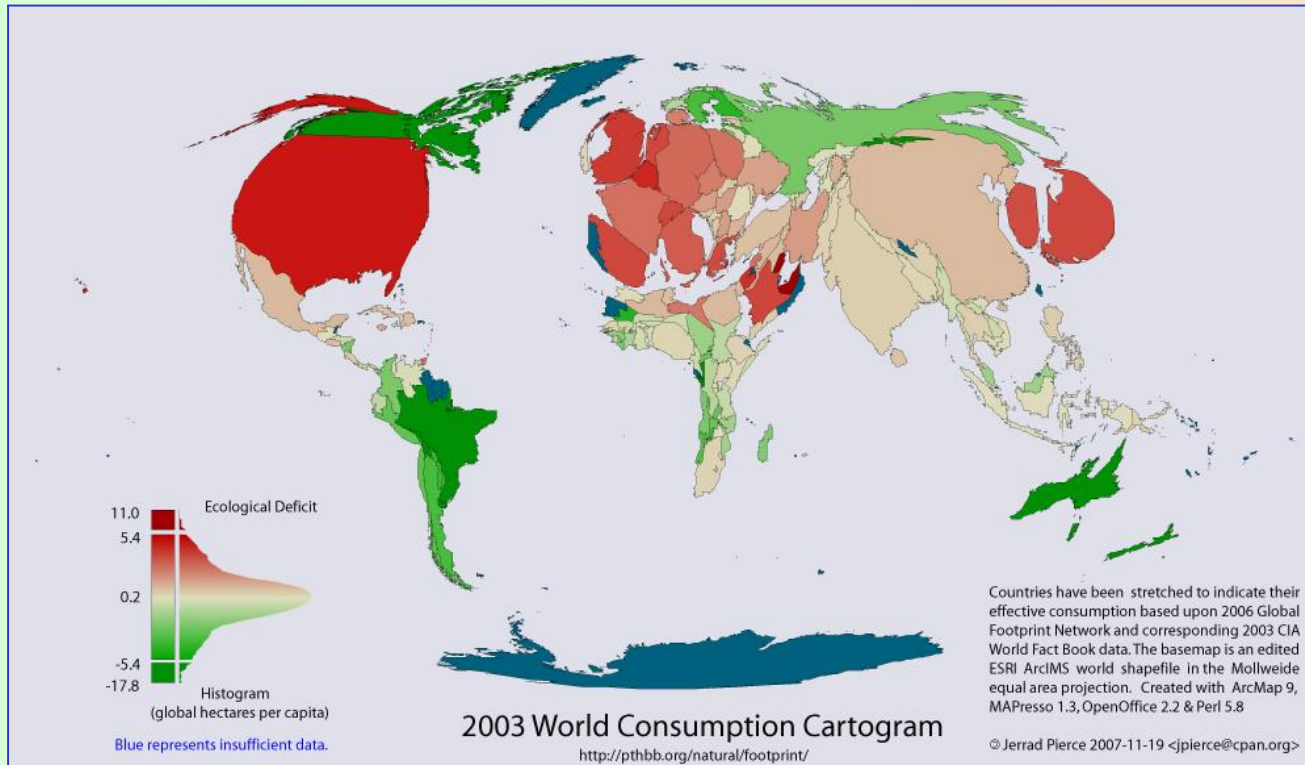 Ecological Deficit
11.0
5.4
0.2
-5.4
-17.8
Histogram
(global hectares per capita)
Blue represents insufficient data.
2003 World Consumption Cartogram
http://pthbb.org/natural/footprint/
Countries have been stretched to indicate their
effective consumption based upon 2006 Global
Footprint Network and corresponding 2003 CIA
World Fact Book data. The basemap is an edited
ESRI ArcIMS world shapefile in the Mollweide
equal area projection. Created with ArcMap 9,
MAPresso 1.3, OpenOffice 2.2 & Perl 5.8
© Jerrad Pierce 2007-11-19 <jpierce@cpan.org>